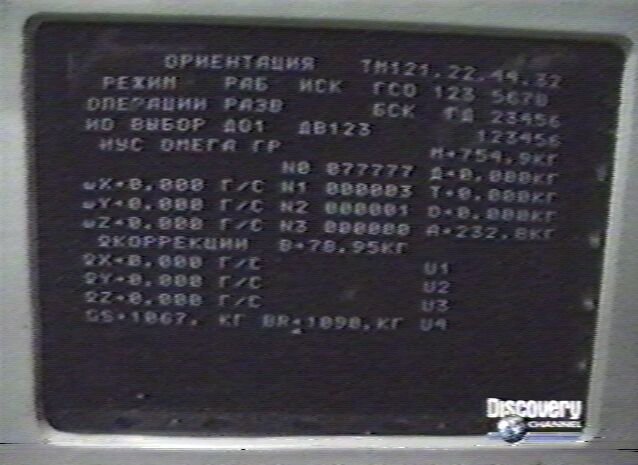 ОРИЕНТАЦИЯ ТМ121.22.44.32
РЕЖИМ РАБ ИСК ГСО 123 5678
ОПЕРАЦИИ РАЗВ БСК ФД 23456
ИО ВЫБОР ДО1 ДВ123 123456
ИУС ОМЕГА ГР М+754,9КГ
N0 077777 Д+0,000КГ
ωX+0,000 Г/С N1 000003 Т+0,000КГ
ωY+0,000 Г/С N2 000001 О+0,000КГ
ωZ+0,000 Г/С N3 000000 А+232,8КГ
ΩКОРРЕКЦИИ В+78,95КГ
ΩX+0,000 Г/С U1
ΩY+0,000 Г/С U2
ΩZ+0,000 Г/С U3
GS+1067, КГ BR+1090,КГ U4
Discovery
CHANNEL